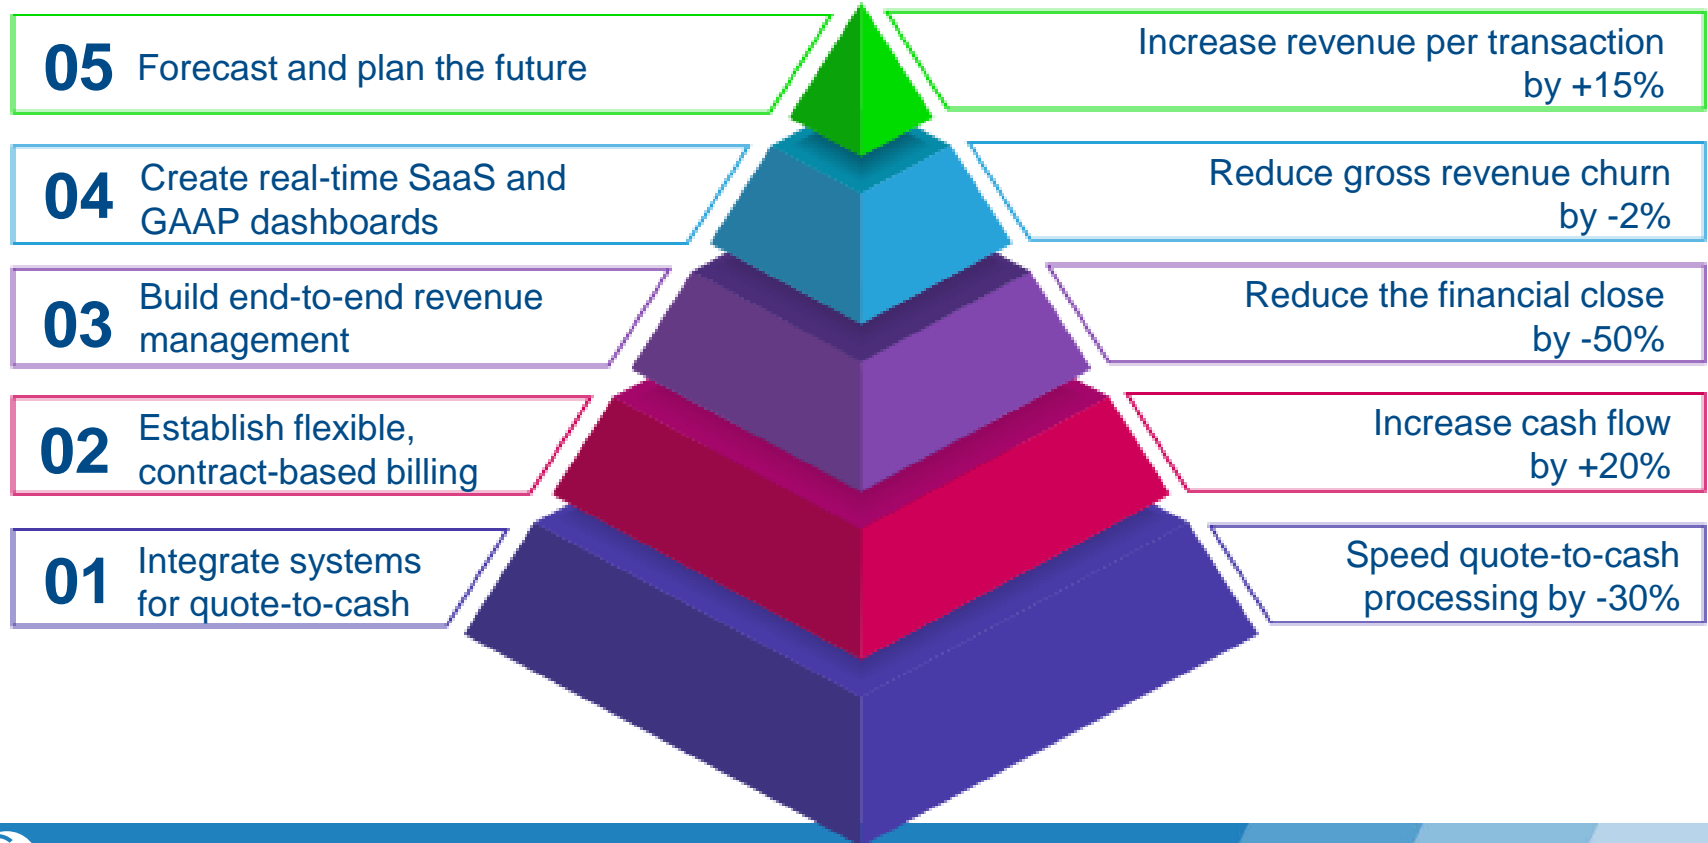 05 Forecast and plan the future
Increase revenue per transaction
by +15%
04 Create real-time SaaS and
GAAP dashboards
Reduce gross revenue churn
by -2%
03 Build end-to-end revenue
management
Reduce the financial close
by -50%
02 Establish flexible,
contract-based billing
Increase cash flow
by +20%
01 Integrate systems
for quote-to-cash
Speed quote-to-cash
processing by -30%